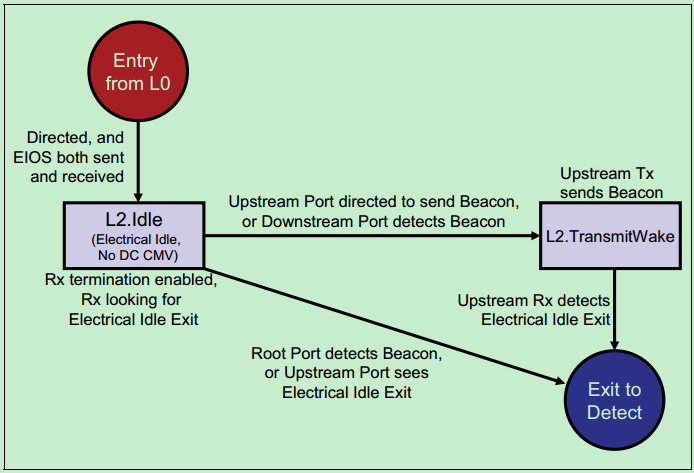 Entry
from L0
Directed, and
EIOS both sent
and received
L2.Idle
(Electrical Idle,
No DC CMV)
Rx termination enabled,
Rx looking for
Electrical Idle Exit
Upstream Port directed to send Beacon,
or Downstream Port detects Beacon
Upstream Tx
sends Beacon
L2.TransmitWake
Upstream Rx detects
Electrical Idle Exit
Root Port detects Beacon,
or Upstream Port sees
Electrical Idle Exit
Exit to
Detect